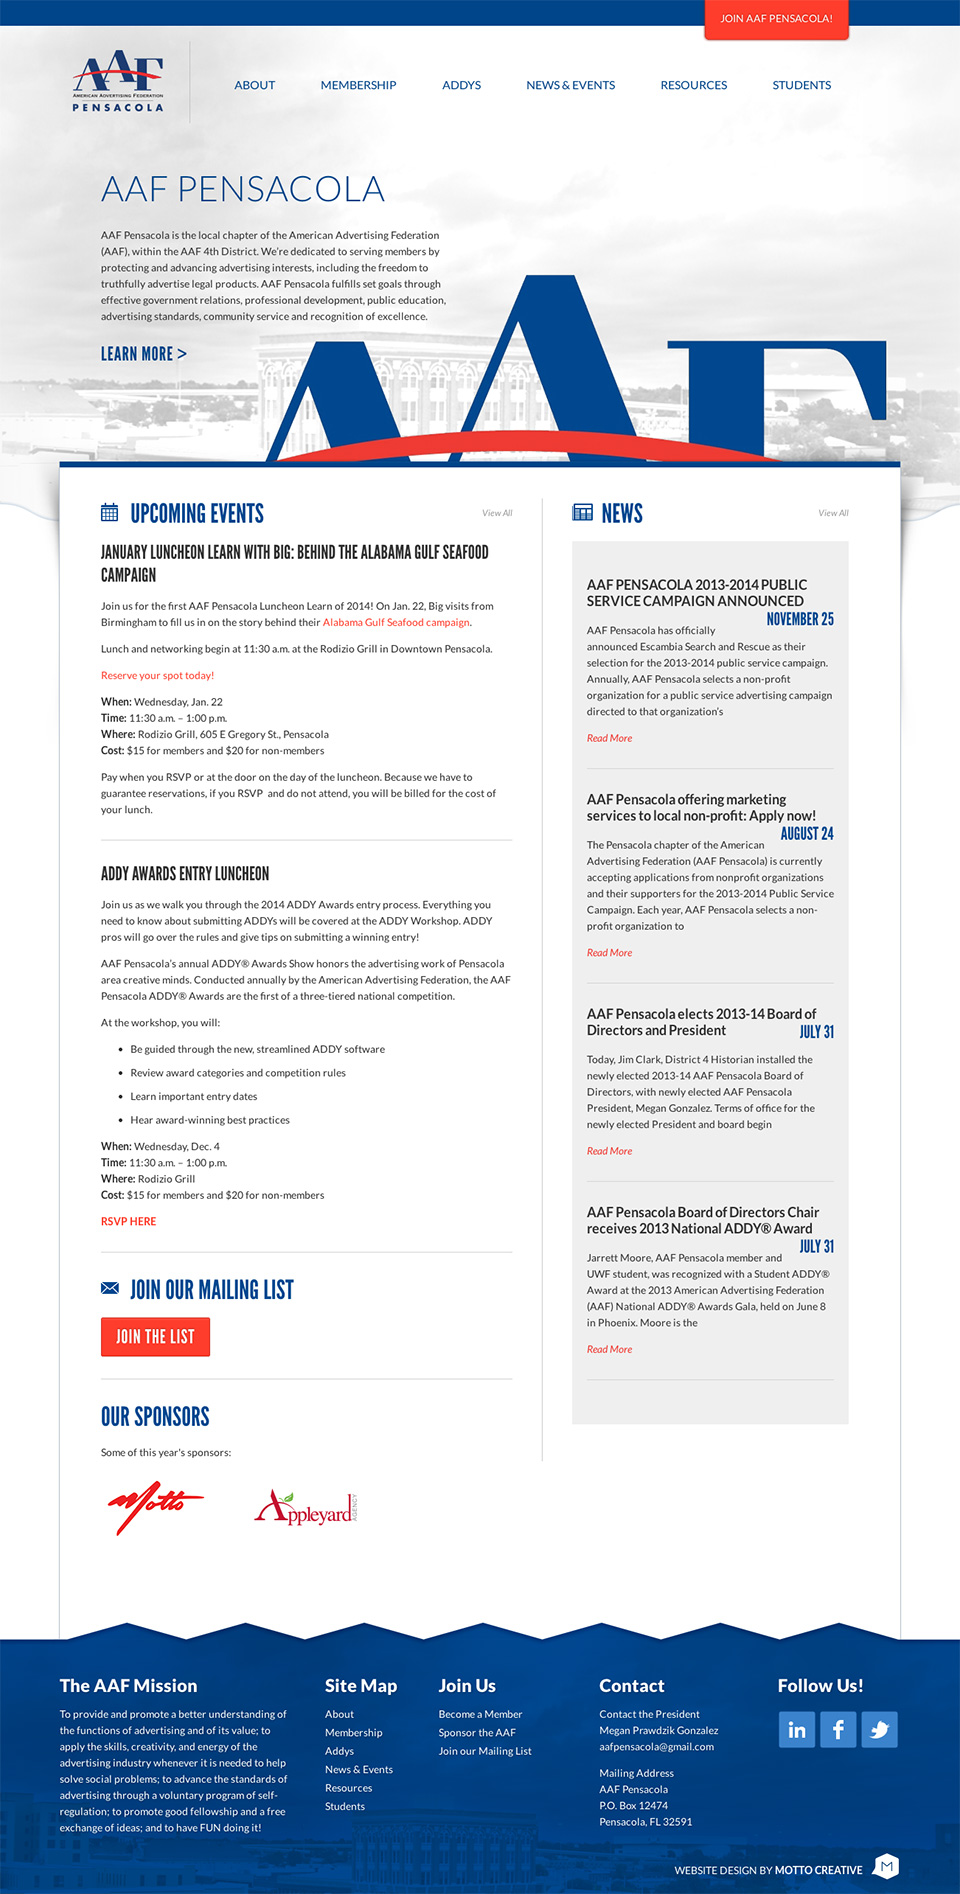 JOIN AAF PENSACOLA!
AAF
AMERICAN ADVERTISING FEDERATION
PENSACOLA
ABOUT
MEMBERSHIP
ADDYS
NEWS & EVENTS
RESOURCES
STUDENTS
AAF PENSACOLA
AAF Pensacola is the local chapter of the American Advertising Federation
(AAF), within the AAF 4th District. We're dedicated to serving members by
protecting and advancing advertising interests, including the freedom to
truthfully advertise legal products. AAF Pensacola fulfills set goals through
effective government relations, professional development, public education,
advertising standards, community service and recognition of excellence.
LEARN MORE >
AAF
UPCOMING EVENTS
View All
JANUARY LUNCHEON LEARN WITH BIG: BEHIND THE ALABAMA GULF SEAFOOD
CAMPAIGN
Join us for the first AAF Pensacola Luncheon Learn of 2014! On Jan. 22, Big visits from
Birmingham to fill us in on the story behind their Alabama Gulf Seafood campaign.
Lunch and networking begin at 11:30 a.m. at the Rodizio Grill in Downtown Pensacola.
Reserve your spot today!
When: Wednesday, Jan. 22
Time: 11:30 a.m. – 1:00 p.m.
Where: Rodizio Grill, 605 E Gregory St., Pensacola
Cost: $15 for members and $20 for non-members
Pay when you RSVP or at the door on the day of the luncheon. Because we have to
guarantee reservations, if you RSVP and do not attend, you will be billed for the cost of
your lunch.
ADDY AWARDS ENTRY LUNCHEON
Join us as we walk you through the 2014 ADDY Awards entry process. Everything you
need to know about submitting ADDYs will be covered at the ADDY Workshop. ADDY
pros will go over the rules and give tips on submitting a winning entry!
AAF Pensacola's annual ADDY® Awards Show honors the advertising work of Pensacola
area creative minds. Conducted annually by the American Advertising Federation, the AAF
Pensacola ADDY® Awards are the first of a three-tiered national competition.
At the workshop, you will:
• Be guided through the new, streamlined ADDY software
• Review award categories and competition rules
• Learn important entry dates
• Hear award-winning best practices
When: Wednesday, Dec. 4
Time: 11:30 a.m. – 1:00 p.m.
Where: Rodizio Grill
Cost: $15 for members and $20 for non-members
RSVP HERE
JOIN OUR MAILING LIST
JOIN THE LIST
OUR SPONSORS
Some of this year's sponsors:
Motto
Appleyard
AGENCY
NEWS
View All
AAF PENSACOLA 2013-2014 PUBLIC
SERVICE CAMPAIGN ANNOUNCED
NOVEMBER 25
AAF Pensacola has officially
announced Escambia Search and Rescue as their
selection for the 2013-2014 public service campaign.
Annually, AAF Pensacola selects a non-profit
organization for a public service advertising campaign
directed to that organization's
Read More
AAF Pensacola offering marketing
services to local non-profit: Apply now!
AUGUST 24
The Pensacola chapter of the American
Advertising Federation (AAF Pensacola) is currently
accepting applications from nonprofit organizations
and their supporters for the 2013-2014 Public Service
Campaign. Each year, AAF Pensacola selects a non-
profit organization to
Read More
AAF Pensacola elects 2013-14 Board of
Directors and President
JULY 31
Today, Jim Clark, District 4 Historian installed the
newly elected 2013-14 AAF Pensacola Board of
Directors, with newly elected AAF Pensacola
President, Megan Gonzalez. Terms of office for the
newly elected President and board begin
Read More
AAF Pensacola Board of Directors Chair
receives 2013 National ADDY® Award
JULY 31
Jarrett Moore, AAF Pensacola member and
UWF student, was recognized with a Student ADDY®
Award at the 2013 American Advertising Federation
(AAF) National ADDY® Awards Gala, held on June 8
in Phoenix. Moore is the
Read More
The AAF Mission
To provide and promote a better understanding of
the functions of advertising and of its value; to
apply the skills, creativity, and energy of the
advertising industry whenever it is needed to help
solve social problems; to advance the standards of
advertising through a voluntary program of self-
regulation; to promote good fellowship and a free
exchange of ideas; and to have FUN doing it!
Site Map
About
Membership
Addys
News & Events
Resources
Students
Join Us
Become a Member
Sponsor the AAF
Join our Mailing List
Contact
Contact the President
Megan Prawdzik Gonzalez
aafpensacola@gmail.com
Mailing Address
AAF Pensacola
P.O. Box 12474
Pensacola, FL 32591
Follow Us!
in
f
WEBSITE DESIGN BY MOTTO CREATIVE
M